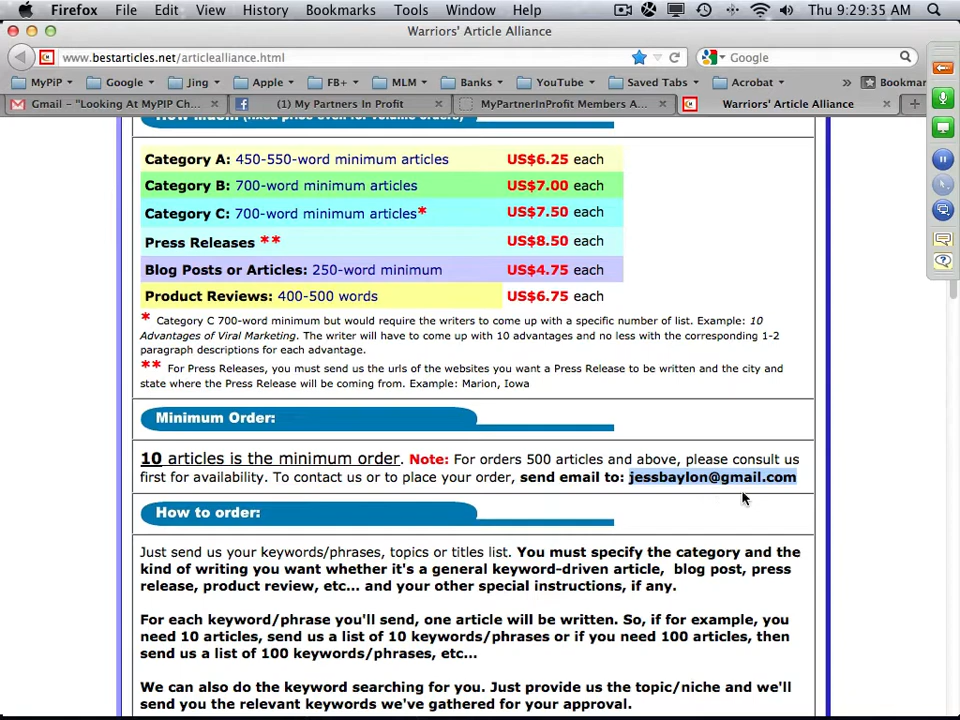 Firefox File Edit View History Bookmarks Tools Window Help Thu 9:29:35 AM
Warriors' Article Alliance
www.bestarticles.net/articlealliance.html
Google
MyPiP Google Jing Apple FB+ MLM Banks YouTube Saved Tabs Acrobat » Bookmar
Gmail - "Looking At MyPIP Ch... (1) My Partners In Profit MyPartnerInProfit Members A... Warriors' Article Alliance
How much: (fixed price even for volume orders)
Category A: 450-550-word minimum articles US$6.25 each
Category B: 700-word minimum articles US$7.00 each
Category C: 700-word minimum articles* US$7.50 each
Press Releases ** US$8.50 each
Blog Posts or Articles: 250-word minimum US$4.75 each
Product Reviews: 400-500 words US$6.75 each
* Category C 700-word minimum but would require the writers to come up with a specific number of list. Example: 10
Advantages of Viral Marketing. The writer will have to come up with 10 advantages and no less with the corresponding 1-2
paragraph descriptions for each advantage.
** For Press Releases, you must send us the urls of the websites you want a Press Release to be written and the city and
state where the Press Release will be coming from. Example: Marion, Iowa
Minimum Order:
10 articles is the minimum order. Note: For orders 500 articles and above, please consult us
first for availability. To contact us or to place your order, send email to: jessbaylon@gmail.com
How to order:
Just send us your keywords/phrases, topics or titles list. You must specify the category and the
kind of writing you want whether it's a general keyword-driven article, blog post, press
release, product review, etc... and your other special instructions, if any.
For each keyword/phrase you'll send, one article will be written. So, if for example, you
need 10 articles, send us a list of 10 keywords/phrases or if you need 100 articles, then
send us a list of 100 keywords/phrases, etc...
We can also do the keyword searching for you. Just provide us the topic/niche and we'll
send you the relevant keywords we've gathered for your approval.